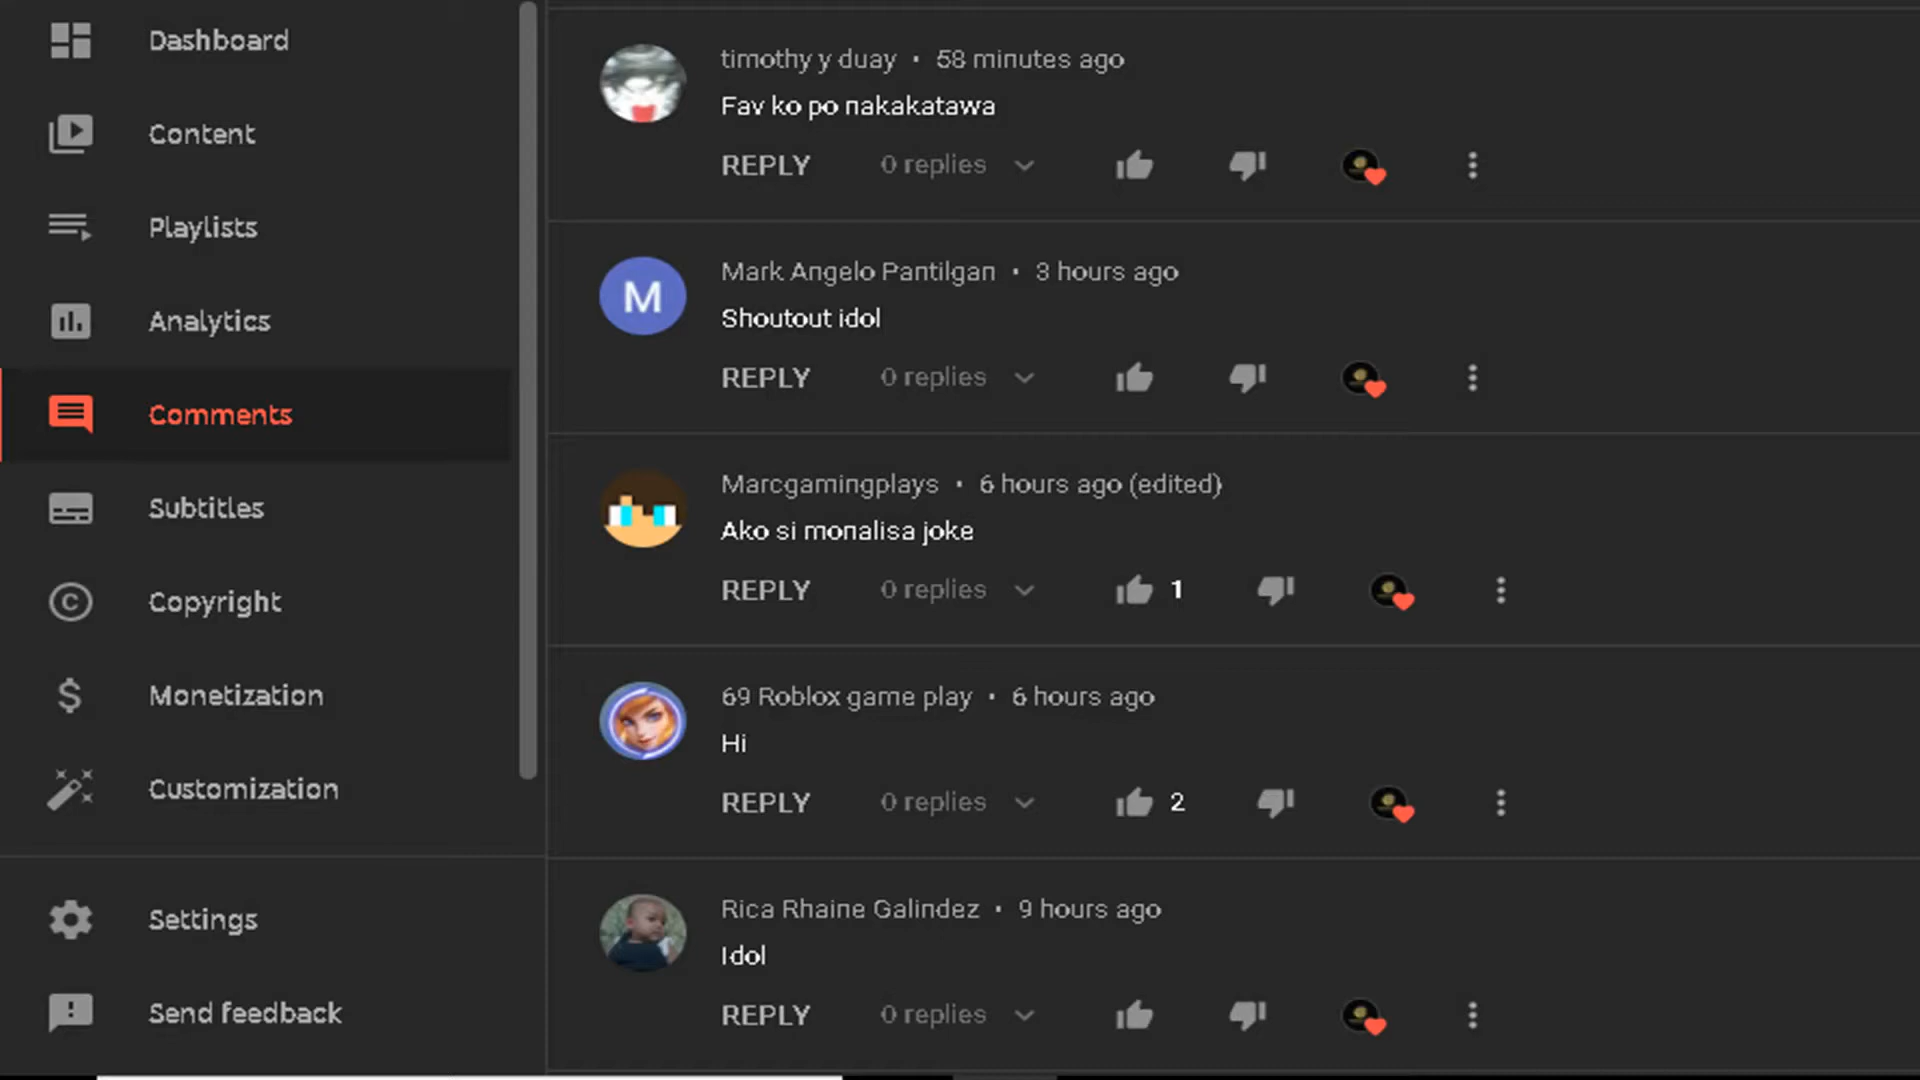 Dashboard
Content
Playlists
Analytics
Comments
Subtitles
Copyright
Monetization
Customization
Settings
Send feedback
timothy y duay • 58 minutes ago
Fav ko po nakakatawa
REPLY 0 replies
M
Mark Angelo Pantilgan • 3 hours ago
Shoutout idol
REPLY 0 replies
Marcgamingplays • 6 hours ago (edited)
Ako si monalisa joke
REPLY 0 replies 1
69 Roblox game play • 6 hours ago
Hi
REPLY 0 replies 2
Rica Rhaine Galindez • 9 hours ago
Idol
REPLY 0 replies